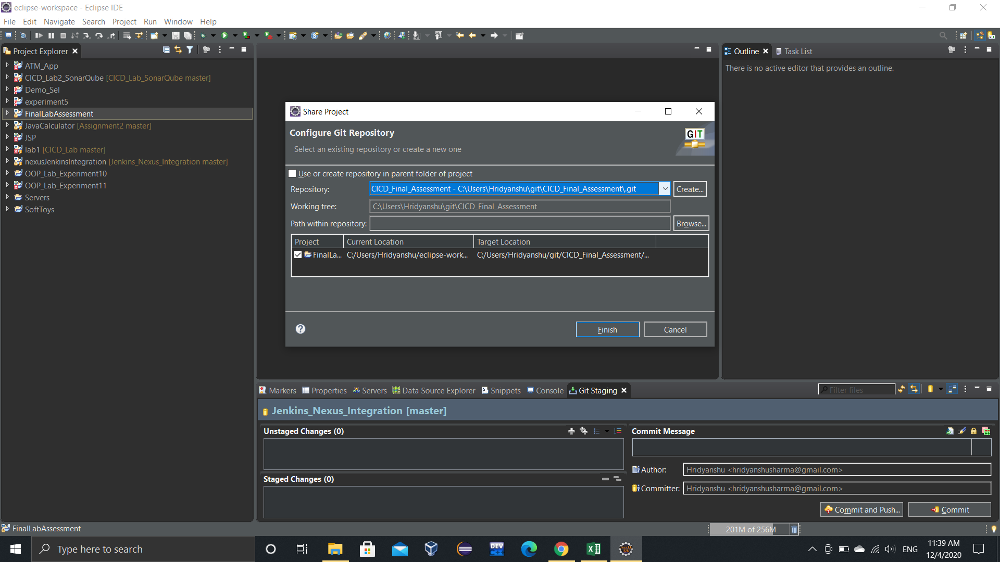 eclipse-workspace - Eclipse IDE
File Edit Navigate Search Project Run Window Help
Project Explorer
ATM_App
CICD_Lab2_SonarQube [CICD_Lab_SonarQube master]
Demo_Sel
experiment5
FinalLabAssessment
JavaCalculator [Assignment2 master]
JSP
lab1 [CICD_Lab master]
nexusJenkinsIntegration [Jenkins_Nexus_Integration master]
OOP_Lab_Experiment10
OOP_Lab_Experiment11
Servers
SoftToys
Share Project
Configure Git Repository
Select an existing repository or create a new one
GIT
Use or create repository in parent folder of project
Repository: CICD_Final_Assessment - C:\Users\Hridyanshu\git\CICD_Final_Assessment\.git Create...
Working tree: C:\Users\Hridyanshu\git\CICD_Final_Assessment
Path within repository: Browse...
Project Current Location Target Location
FinalLa... C:/Users/Hridyanshu/eclipse-work... C:/Users/Hridyanshu/git/CICD_Final_Assessment/...
Finish Cancel
Outline Task List
There is no active editor that provides an outline.
Markers Properties Servers Data Source Explorer Snippets Console Git Staging Filter files
Jenkins_Nexus_Integration [master]
Unstaged Changes (0)
Staged Changes (0)
Commit Message
Author: Hridyanshu <hridyanshusharma@gmail.com>
Committer: Hridyanshu <hridyanshusharma@gmail.com>
Commit and Push... Commit
FinalLabAssessment
201M of 256M
Type here to search
DEV
ENG
11:39 AM
12/4/2020